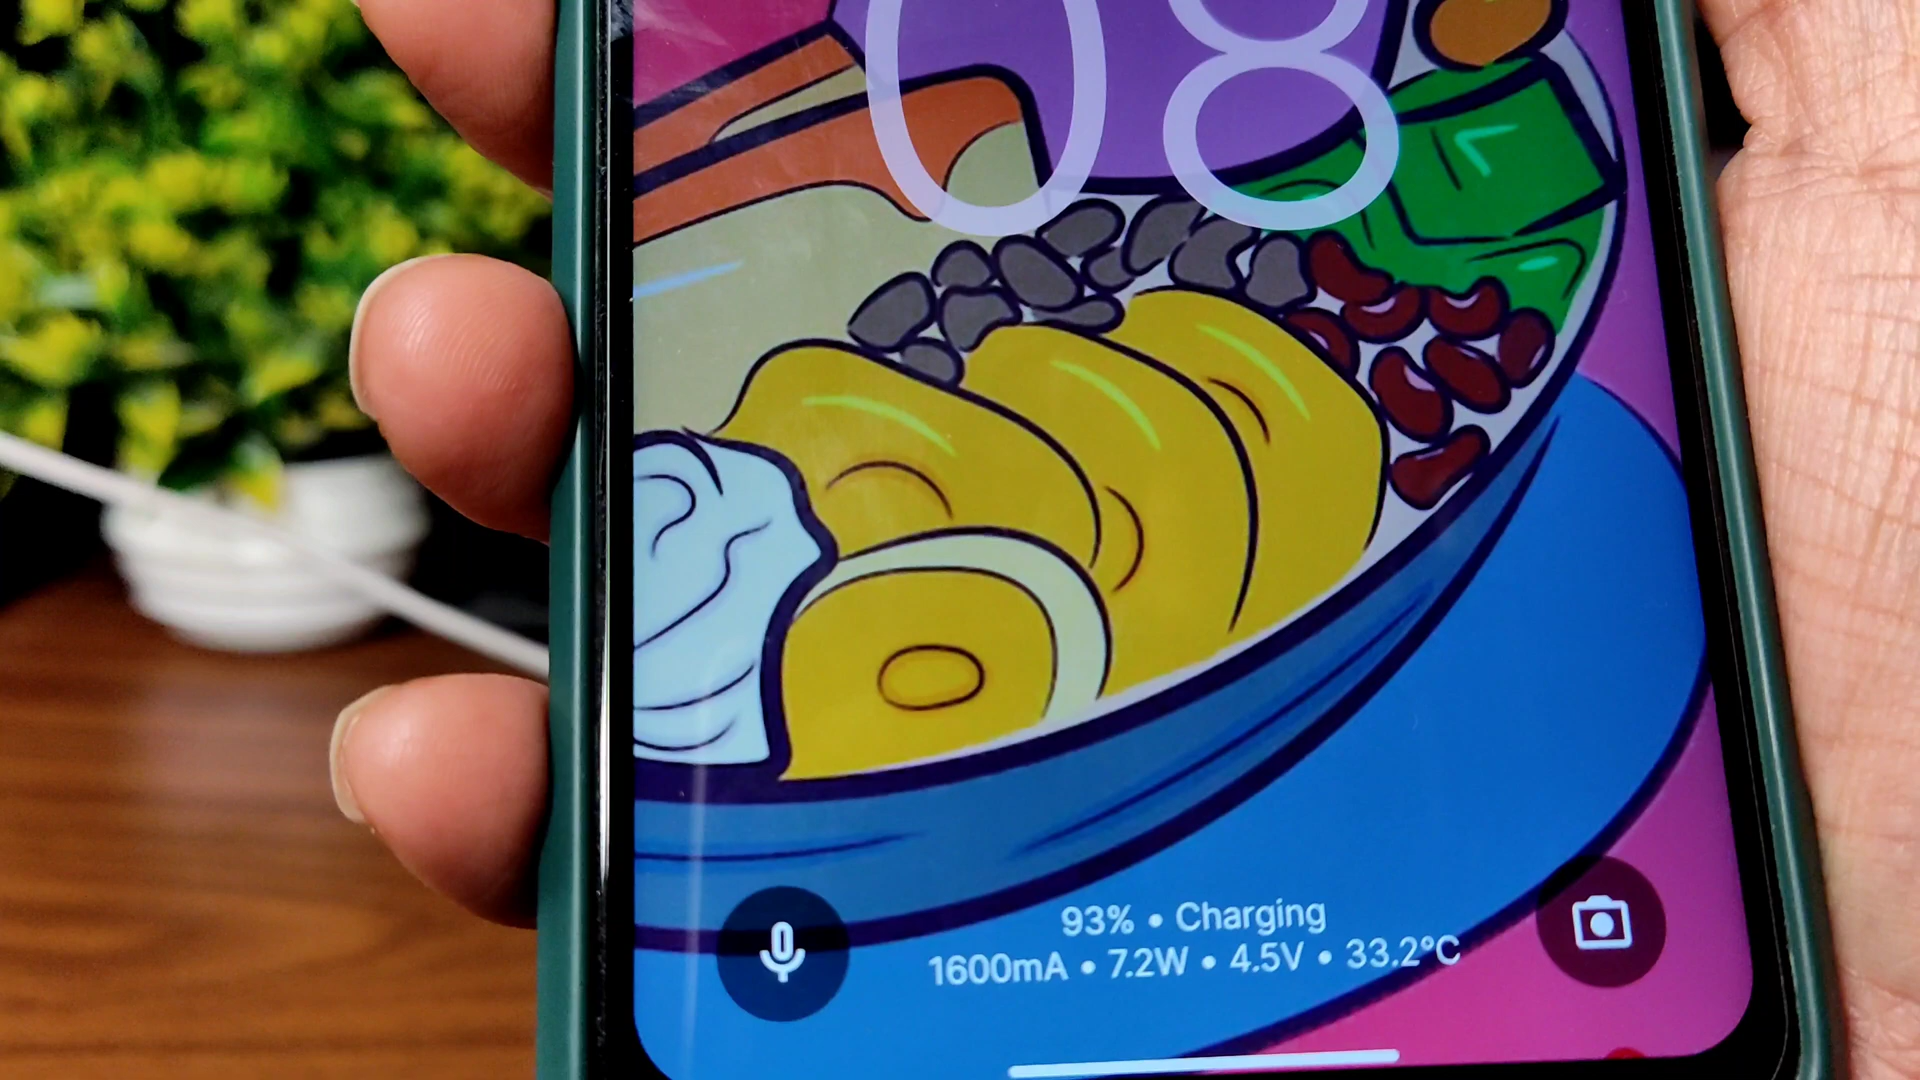 08
93% • Charging
1600mA • 7.2W • 4.5V • 33.2°C